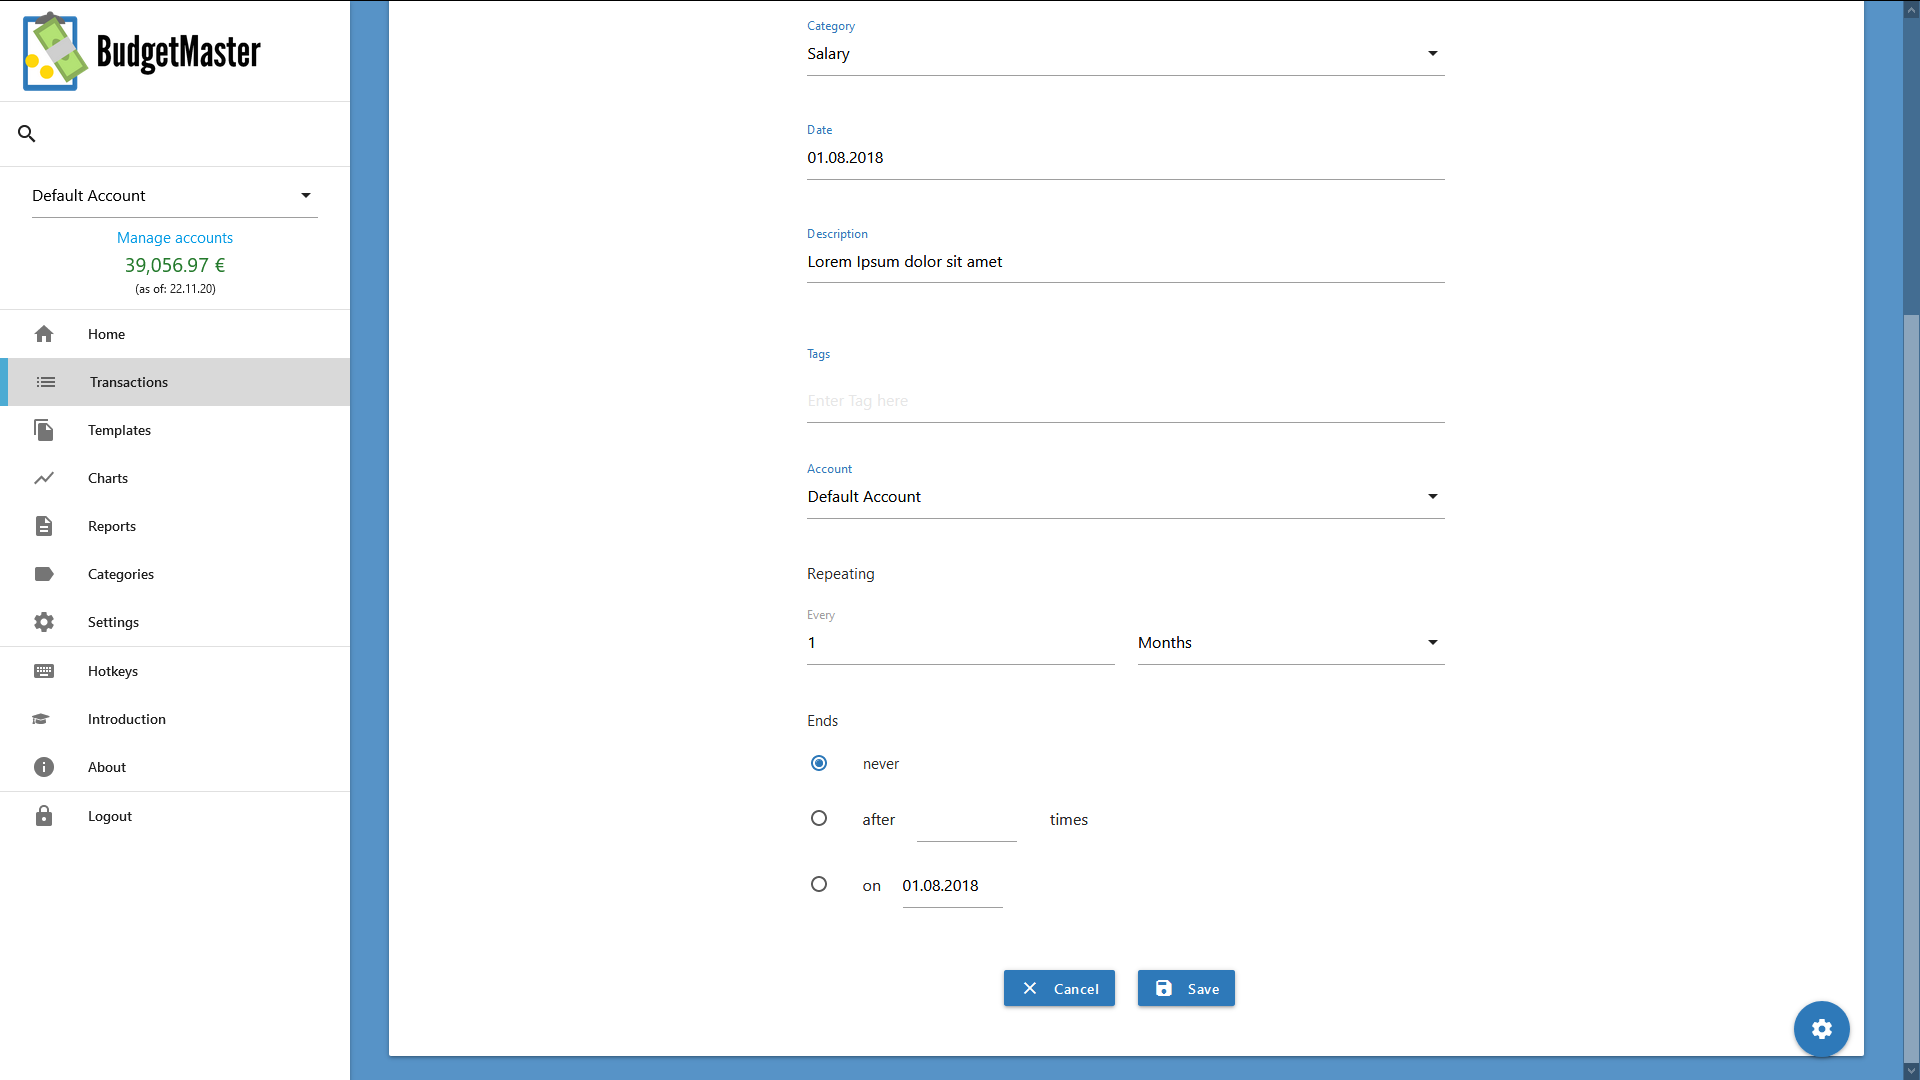 BudgetMaster
Default Account
Manage accounts
39,056.97 €
(as of: 22.11.20)
Home
Transactions
Templates
Charts
Reports
Categories
Settings
Hotkeys
Introduction
About
Logout
Category
Salary
Date
01.08.2018
Description
Lorem Ipsum dolor sit amet
Tags
Enter Tag here
Account
Default Account
Repeating
Every
1 Months
Ends
never
after times
on 01.08.2018
Cancel Save